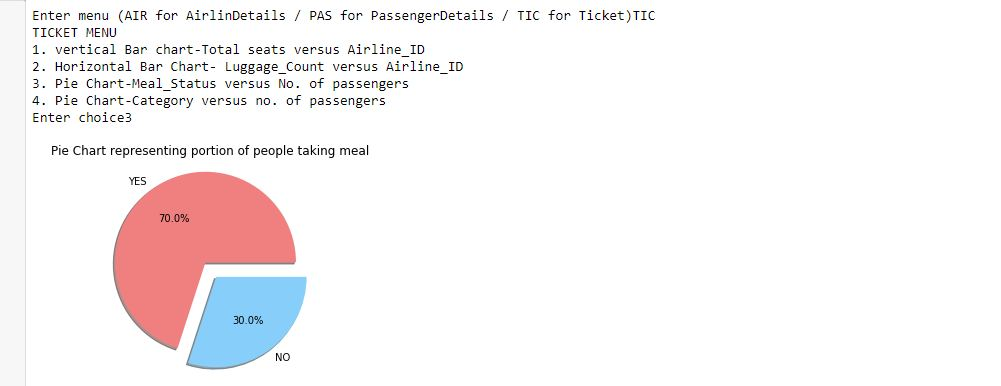 Enter menu (AIR for AirlinDetails / PAS for PassengerDetails / TIC for Ticket)TIC
TICKET MENU
1. vertical Bar chart-Total seats versus Airline_ID
2. Horizontal Bar Chart- Luggage_Count versus Airline_ID
3. Pie Chart-Meal_Status versus No. of passengers
4. Pie Chart-Category versus no. of passengers
Enter choice3
Pie Chart representing portion of people taking meal
YES
70.0%
30.0%
NO